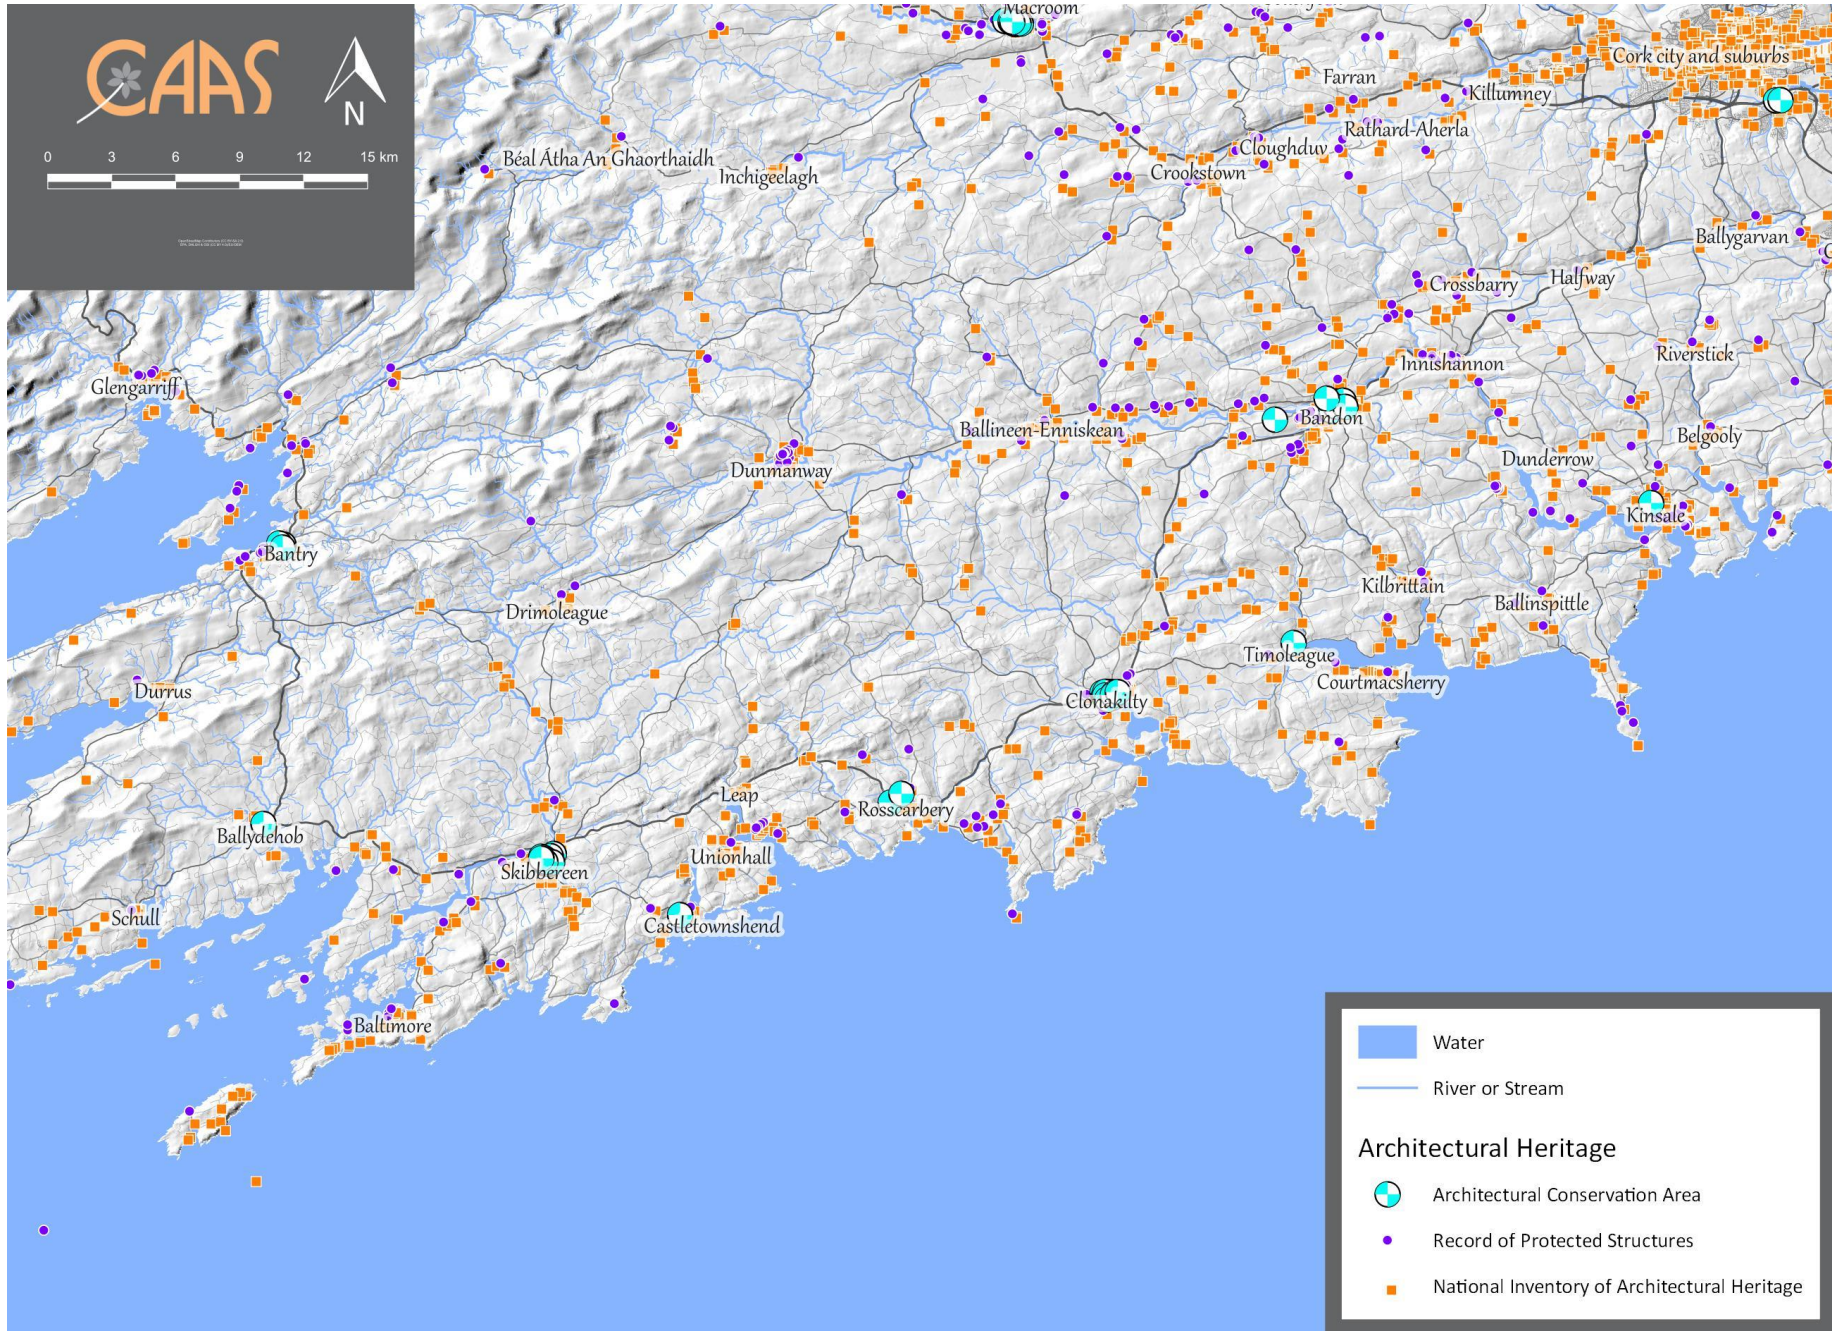 CAAS
N
0 3 6 9 12 15 km
Macroom
Cork city and suburbs
Farran
Killumney
Rathard-Aherla
Cloughduv
Béal Átha An Ghaorthaidh
Inchigeelagh
Crookstown
Ballygarvan
Halfway
Crossbarry
Riverstick
Innishannon
Glengarriff
Bandon
Ballineen-Enniskean
Belgooly
Dunderrow
Dunmanway
Kinsale
Bantry
Kilbrittain
Ballinspittle
Drimoleague
Timoleague
Courtmacsherry
Durrus
Clonakilty
Leap
Rosscarbery
Ballydehob
Unionhall
Skibbereen
Schull
Castletownshend
Baltimore
Water
River or Stream
Architectural Heritage
Architectural Conservation Area
Record of Protected Structures
National Inventory of Architectural Heritage